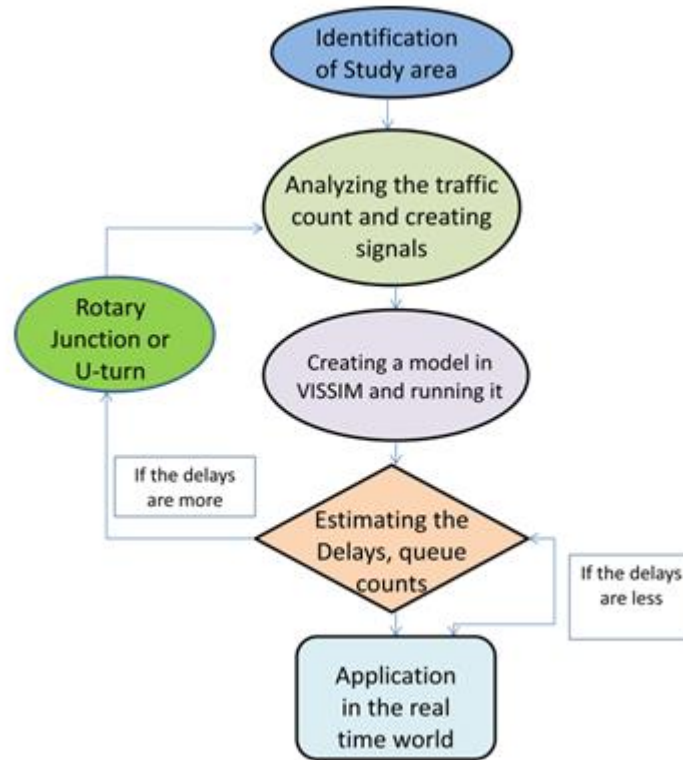 Identification
of Study area
Analyzing the traffic
count and creating
signals
Rotary
Junction or
U-turn
Creating a model in
VISSIM and running it
If the delays
are more
Estimating the
Delays, queue
counts
If the delays
are less
Application
in the real
time world